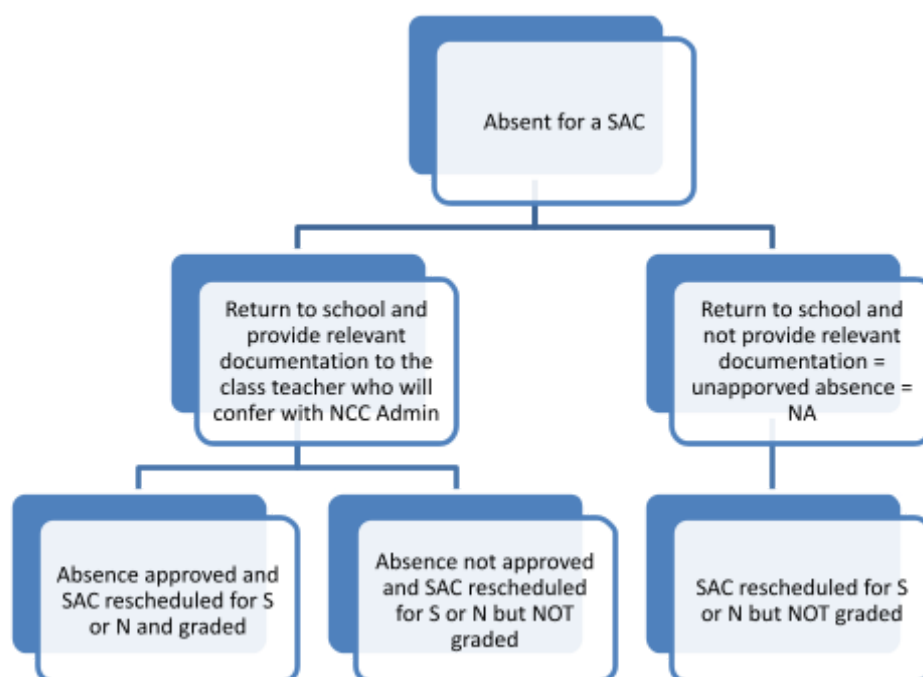 Absent for a SAC
Return to school and
provide relevant
documentation to the
class teacher who will
confer with NCC Admin
Return to school and
not provide relevant
documentation =
unapporved absence =
NA
Absence approved and
SAC rescheduled for S
or N and graded
Absence not approved
and SAC rescheduled
for S or N but NOT
graded
SAC rescheduled for S
or N but NOT graded